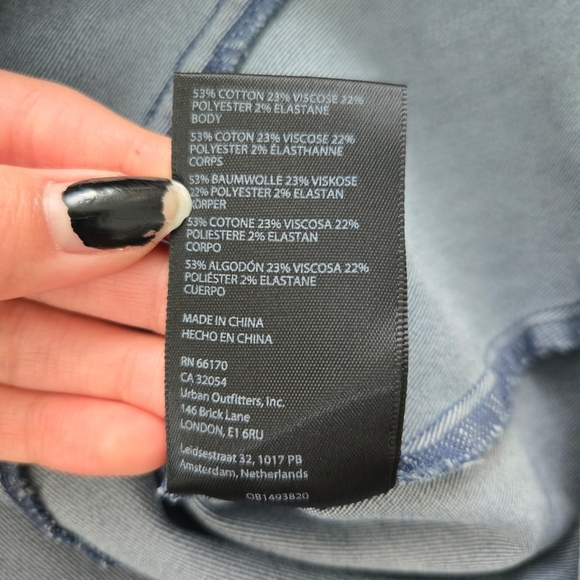 53% COTTON 23% VISCOSE 22%
POLYESTER 2% ELASTANE
BODY
53% COTON 23% VISCOSE 22%
POLYESTER 2% ÉLASTHANNE
CORPS
53% BAUMWOLLE 23% VISKOSE
22% POLYESTER 2% ELASTAN
KÖRPER
53% COTONE 23% VISCOSA 22%
POLIESTERE 2% ELASTAN
CORPO
53% ALGODÓN 23% VISCOSA 22%
POLIÉSTER 2% ELASTANE
CUERPO
MADE IN CHINA
HECHO EN CHINA
RN 66170
CA 32054
Urban Outfitters, Inc.
146 Brick Lane
LONDON, E1 6RU
Leidsestraat 32, 1017 PB
Amsterdam, Netherlands
OB1493820